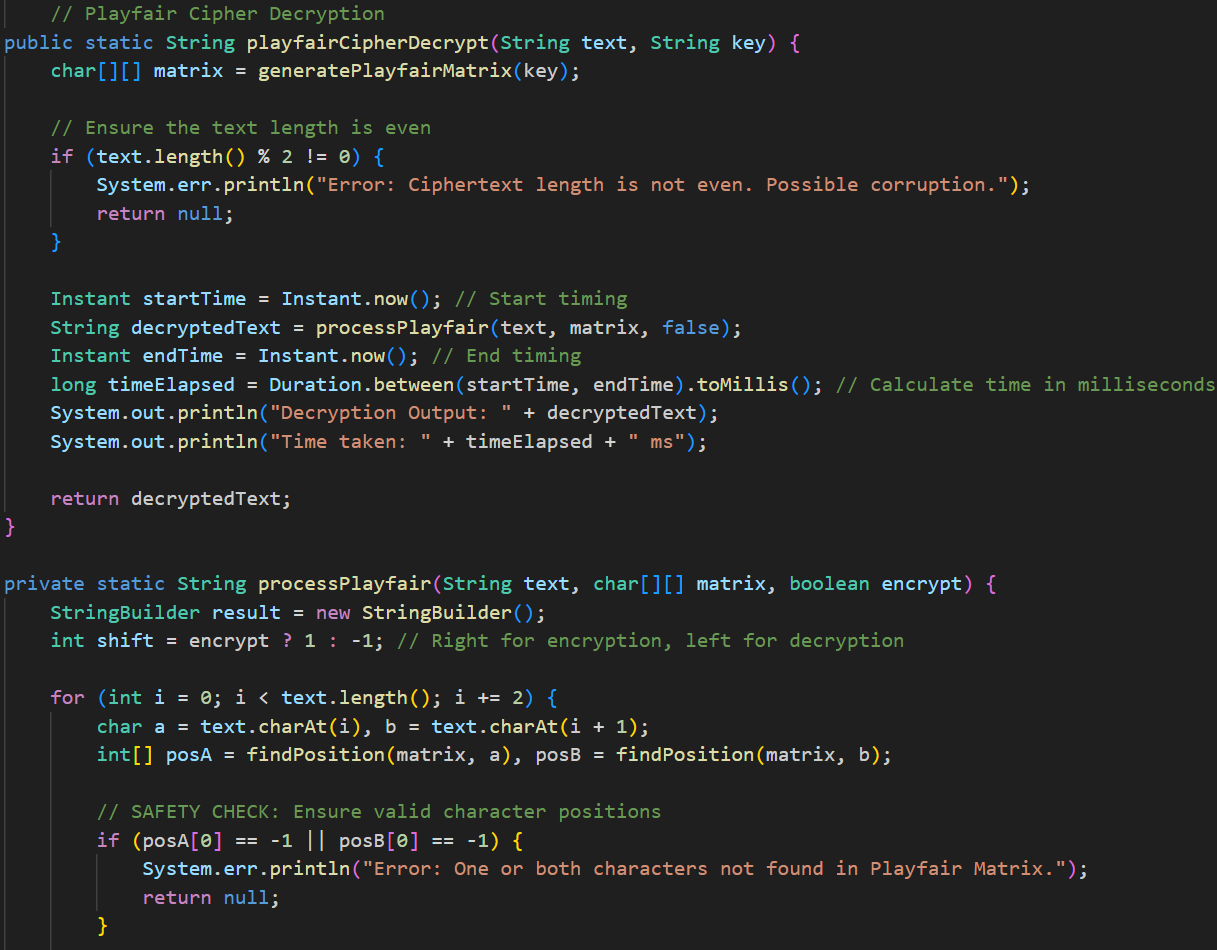 // Playfair Cipher Decryption
public static String playfairCipherDecrypt(String text, String key) {
    char[][] matrix = generatePlayfairMatrix(key);

    // Ensure the text length is even
    if (text.length() % 2 != 0) {
        System.err.println("Error: Ciphertext length is not even. Possible corruption.");
        return null;
    }

    Instant startTime = Instant.now(); // Start timing
    String decryptedText = processPlayfair(text, matrix, false);
    Instant endTime = Instant.now(); // End timing
    long timeElapsed = Duration.between(startTime, endTime).toMillis(); // Calculate time in milliseconds
    System.out.println("Decryption Output: " + decryptedText);
    System.out.println("Time taken: " + timeElapsed + " ms");

    return decryptedText;
}

private static String processPlayfair(String text, char[][] matrix, boolean encrypt) {
    StringBuilder result = new StringBuilder();
    int shift = encrypt ? 1 : -1; // Right for encryption, left for decryption

    for (int i = 0; i < text.length(); i += 2) {
        char a = text.charAt(i), b = text.charAt(i + 1);
        int[] posA = findPosition(matrix, a), posB = findPosition(matrix, b);

        // SAFETY CHECK: Ensure valid character positions
        if (posA[0] == -1 || posB[0] == -1) {
            System.err.println("Error: One or both characters not found in Playfair Matrix.");
            return null;
        }